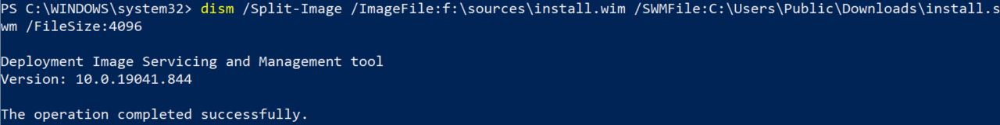 PS C:\WINDOWS\system32> dism /Split-Image /ImageFile:f:\sources\install.wim /SWMFile:C:\Users\Public\Downloads\install.s
wm /FileSize:4096
Deployment Image Servicing and Management tool
Version: 10.0.19041.844
The operation completed successfully.